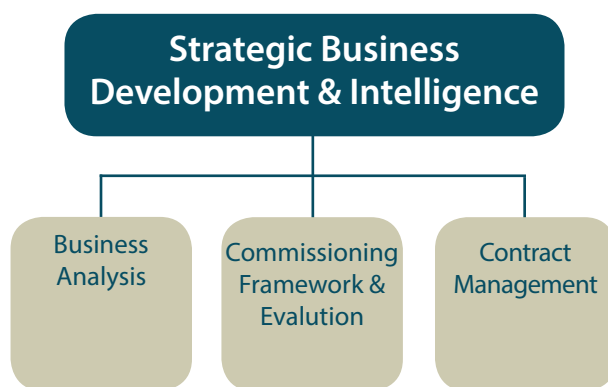 Strategic Business
Development & Intelligence
Business
Analysis
Commissioning
Framework &
Evalution
Contract
Management